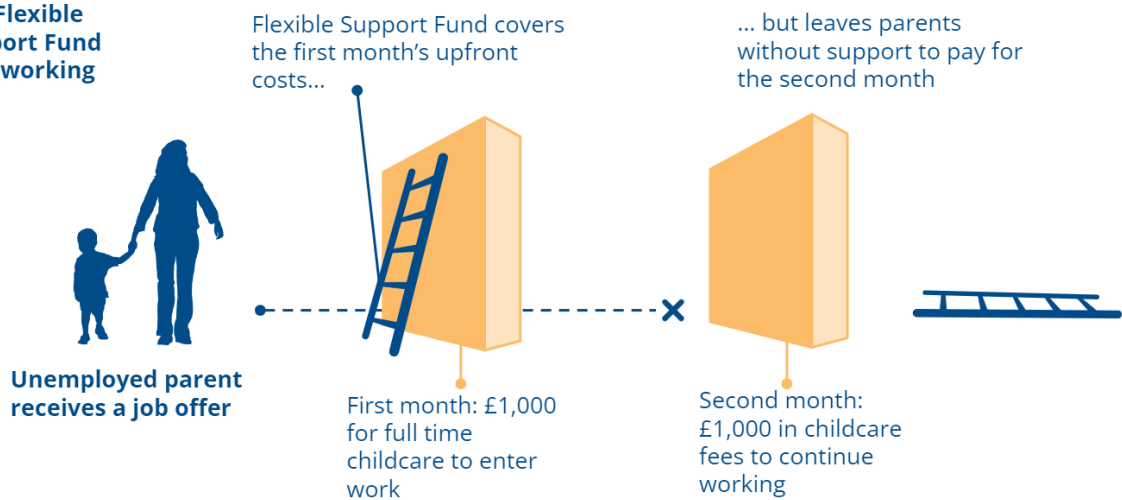 Flexible
port Fund
working
Flexible Support Fund covers
the first month’s upfront
costs...
... but leaves parents
without support to pay for
the second month
Unemployed parent
receives a job offer
First month: £1,000
for full time
childcare to enter
work
Second month:
£1,000 in childcare
fees to continue
working